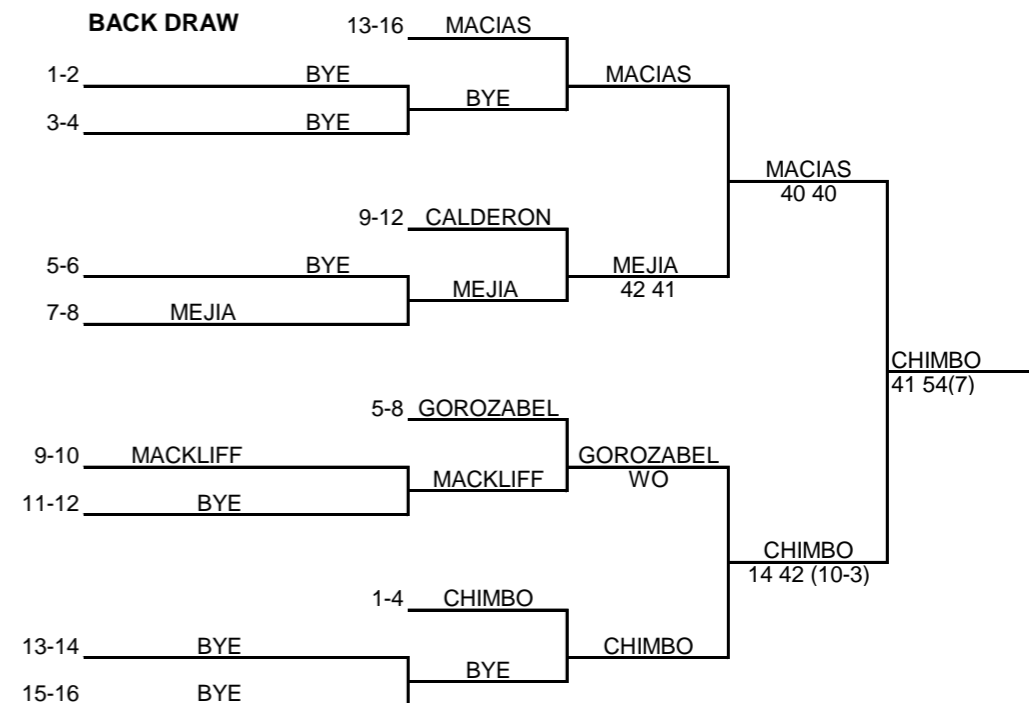 BACK DRAW
13-16 MACIAS
1-2 BYE MACIAS
BYE
3-4 BYE
MACIAS
40 40
9-12 CALDERON
5-6 BYE MEJIA
MEJIA 42 41
7-8 MEJIA
CHIMBO
41 54(7)
5-8 GOROZABEL
9-10 MACKLIFF GOROZABEL
MACKLIFF WO
11-12 BYE
CHIMBO
14 42 (10-3)
1-4 CHIMBO
13-14 BYE CHIMBO
BYE
15-16 BYE